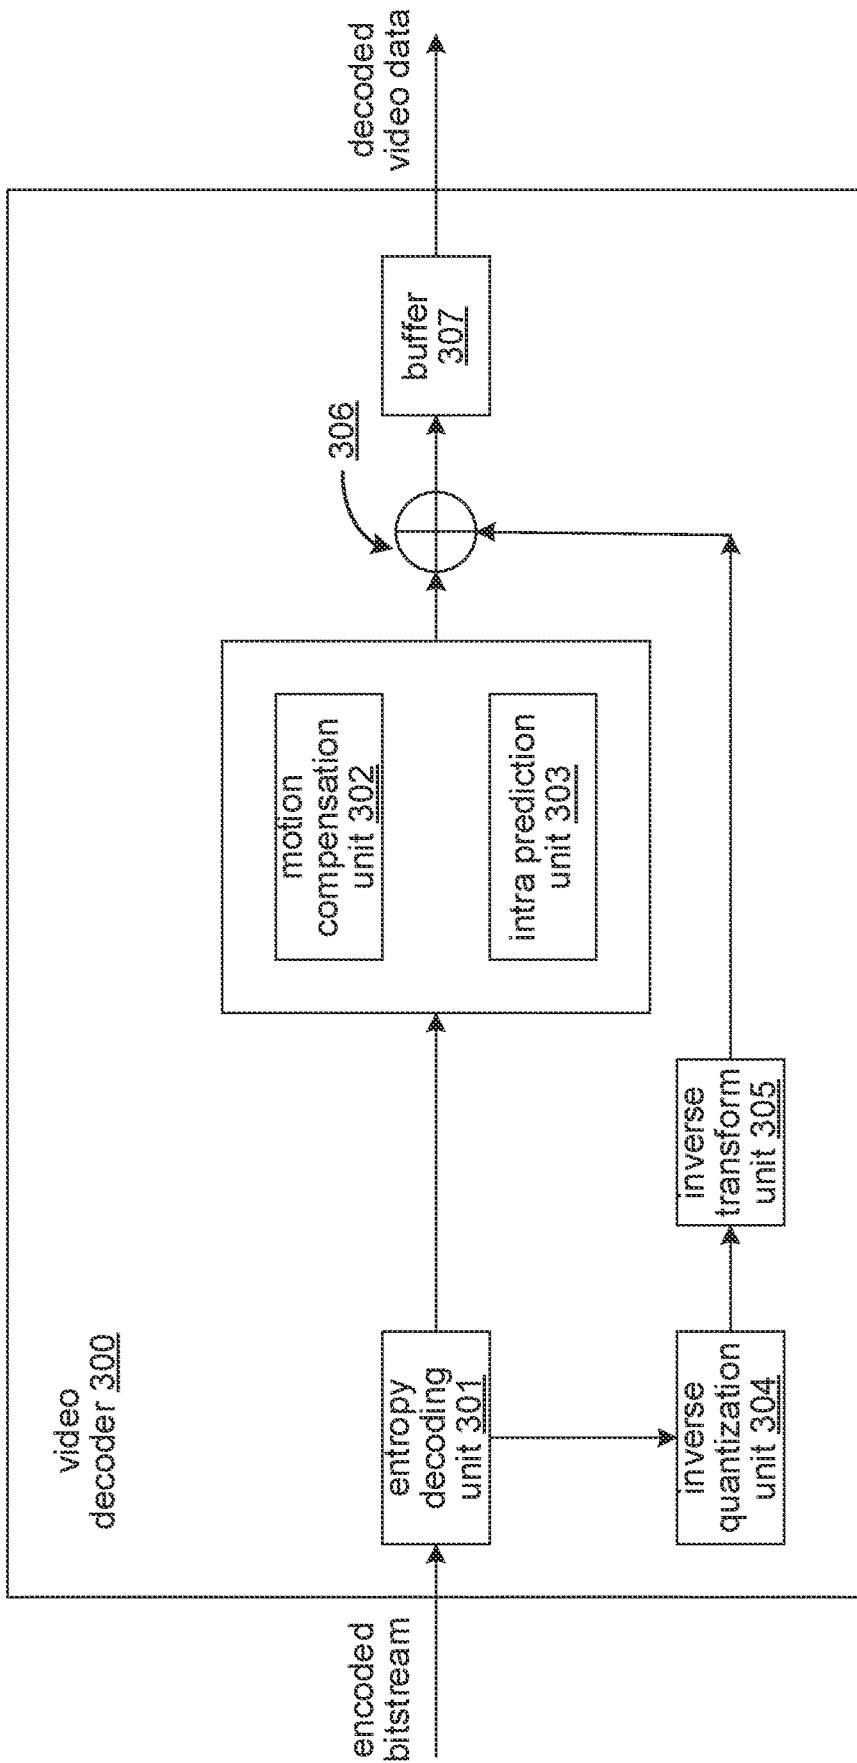 video
decoder 300
encoded
bitstream
entropy
decoding
unit 301
motion
compensation
unit 302
intra prediction
unit 303
306
buffer
307
decoded
video data
inverse
quantization
unit 304
inverse
transform
unit 305